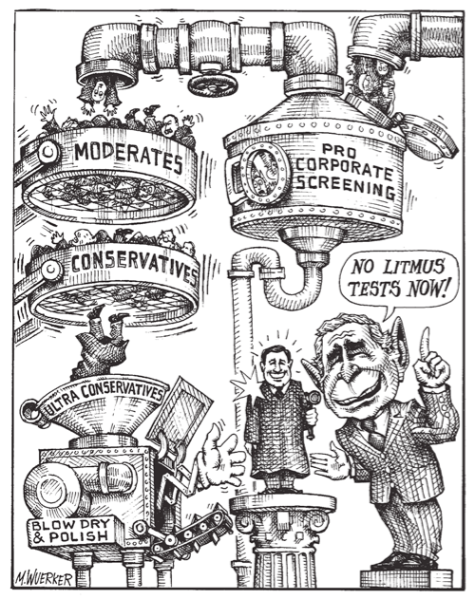 MODERATES
PRO
CORPORATE
SCREENING
CONSERVATIVES
NO LITMUS
TESTS NOW!
ULTRA CONSERVATIVES
BLOW DRY
& POLISH
M.WUERKER